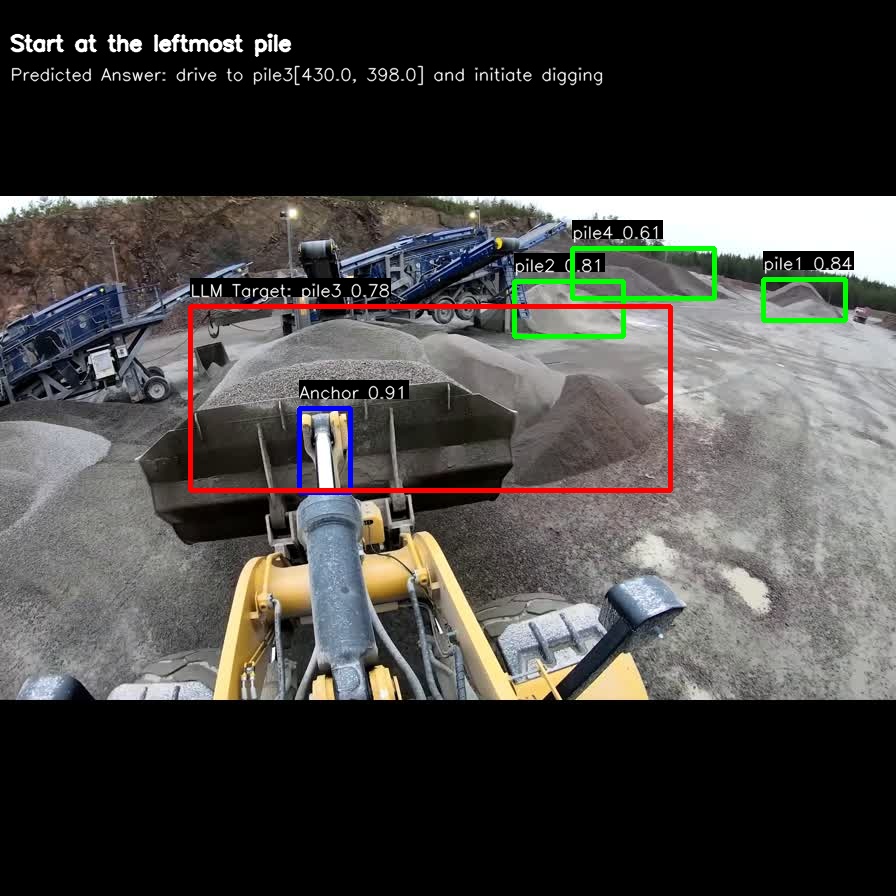 Start at the leftmost pile
Predicted Answer: drive to pile3[430.0, 398.0] and initiate digging
pile4 0.61
pile2 0.81
pile1 0.84
LLM Target: pile3 0.78
Anchor 0.91